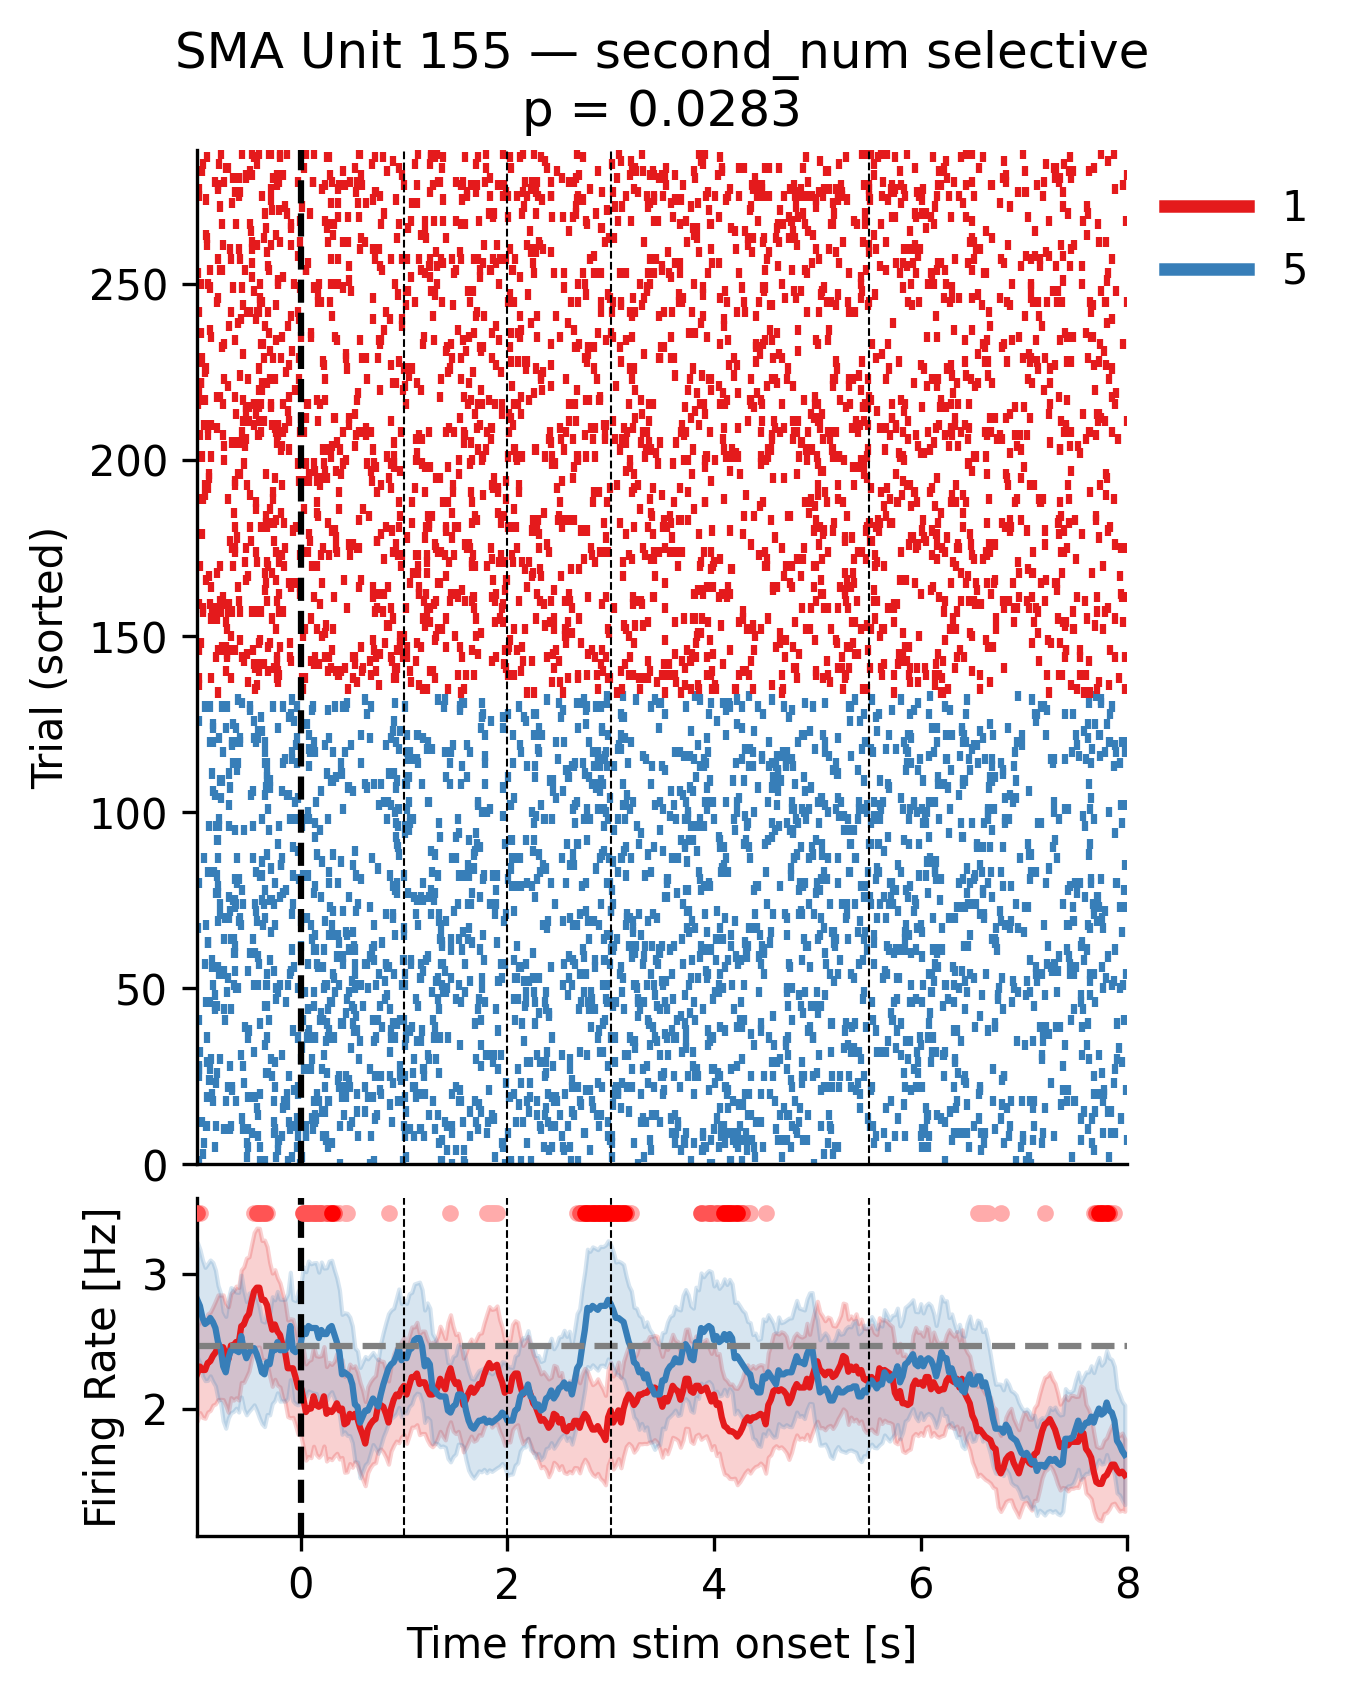 SMA Unit 155 — second_num selective
p = 0.0283
1
5
250
200
150
100
50
0
Trial (sorted)
3
2
Firing Rate [Hz]
0 2 4 6 8
Time from stim onset [s]